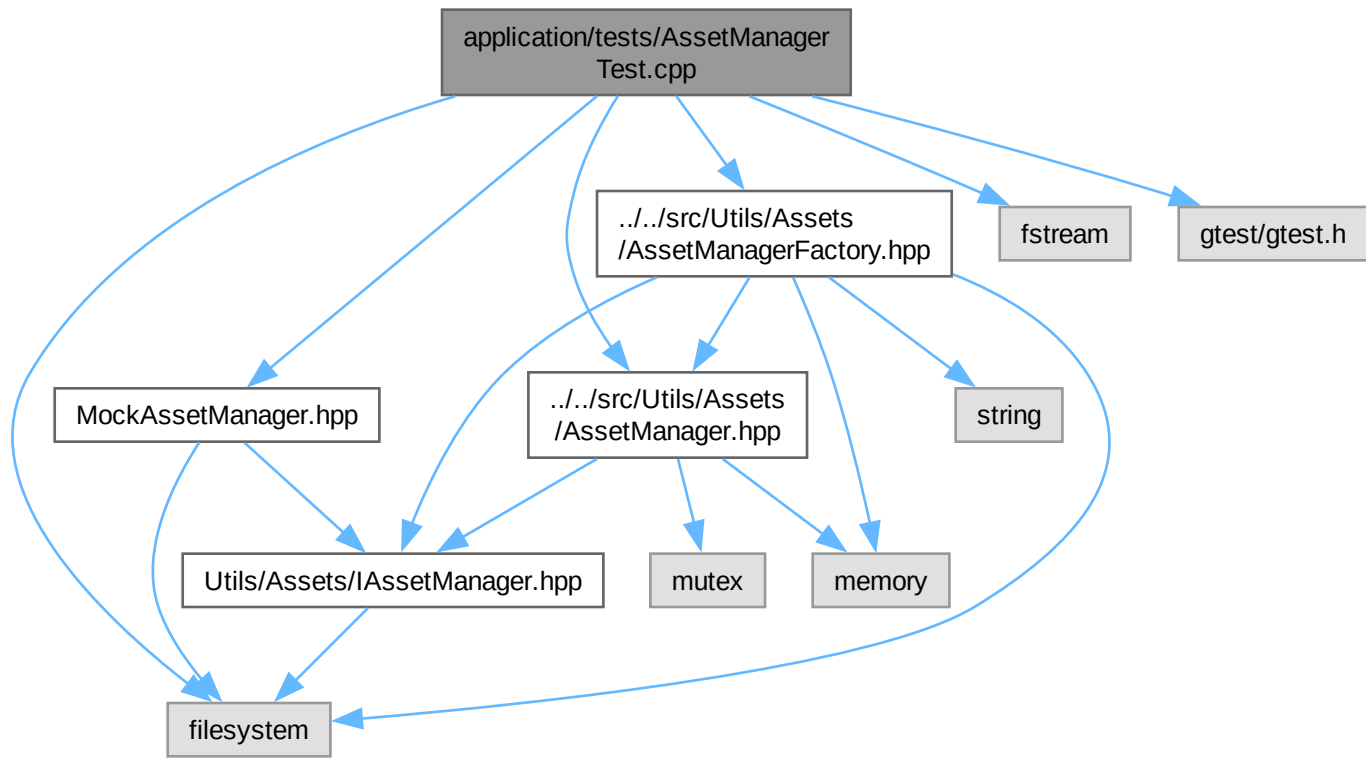 application/tests/AssetManager
Test.cpp
../../src/Utils/Assets
/AssetManagerFactory.hpp
fstream
gtest/gtest.h
MockAssetManager.hpp
../../src/Utils/Assets
/AssetManager.hpp
string
Utils/Assets/IAssetManager.hpp
mutex
memory
filesystem